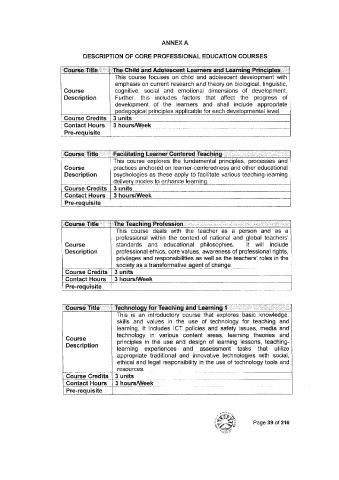 ANNEX A
DESCRIPTION OF CORE PROFESSIONAL EDUCATION COURSES
Course Title The Child and Adolescent Learners and Learning Principles
Course Description
This course focuses on child and adolescent development with
emphasis on current research and theory on biological, linguistic,
cognitive, social and emotional dimensions of development.
Further, this includes factors that affect the progress of
development of the learners and shall include appropriate
pedagogical principles applicable for each developmental level.
Course Credits 3 units
Contact Hours 3 hours/Week
Pre-requisite
Course Title Facilitating Learner Centered Teaching
Course Description
This course explores the fundamental principles, processes and
practices anchored on learner-centeredness and other educational
psychologies as these apply to facilitate various teaching-learning
delivery modes to enhance learning.
Course Credits 3 units
Contact Hours 3 hours/Week
Pre-requisite
Course Title The Teaching Profession
Course Description
This course deals with the teacher as a person and as a
professional within the context of national and global teachers'
standards and educational philosophies. It will include
professional ethics, core values, awareness of professional rights,
privileges and responsibilities as well as the teachers' roles in the
society as a transformative agent of change.
Course Credits 3 units
Contact Hours 3 hours/Week
Pre-requisite
Course Title Technology for Teaching and Learning 1
Course Description
This is an introductory course that explores basic knowledge,
skills and values in the use of technology for teaching and
learning. It includes ICT policies and safety issues, media and
technology in various content areas, learning theories and
principles in the use and design of learning lessons, teaching-
learning experiences and assessment tasks that utilize
appropriate traditional and innovative technologies with social,
ethical and legal responsibility in the use of technology tools and
resources.
Course Credits 3 units
Contact Hours 3 hours/Week
Pre-requisite
Page 39 of 216